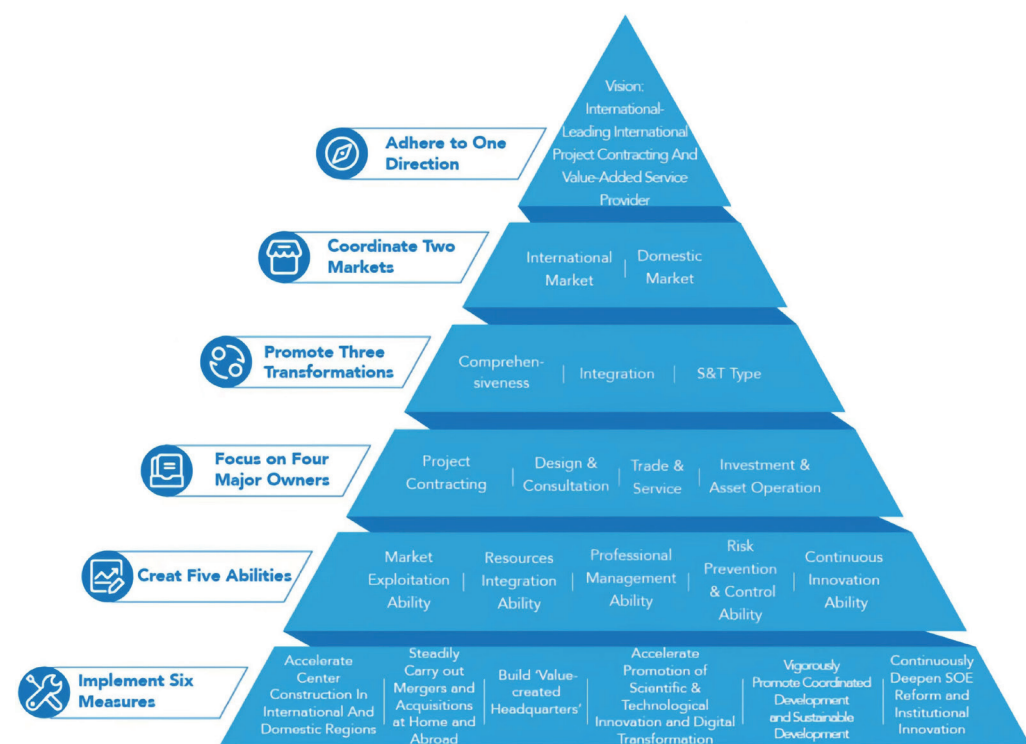 Vision:
International-
Leading International
Project Contracting And
Value-Added Service
Provider
Adhere to One
Direction
Coordinate Two
Markets
International
Market
Domestic
Market
Promote Three
Transformations
Comprehen-
siveness
Integration
S&T Type
Focus on Four
Major Owners
Project
Contracting
Design &
Consultation
Trade &
Service
Investment &
Asset Operation
Creat Five Abilities
Market
Exploitation
Ability
Resources
Integration
Ability
Professional
Management
Ability
Risk
Prevention
& Control
Ability
Continuous
Innovation
Ability
Implement Six
Measures
Accelerate
Center
Construction In
International And
Domestic Regions
Steadily
Carry out
Mergers and
Acquisitions
at Home and
Abroad
Build ‘Value-
created
Headquarters’
Accelerate
Promotion of
Scientific &
Technological
Innovation and Digital
Transformation
Vigorously
Promote Coordinated
Development
and Sustainable
Development
Continuously
Deepen SOE
Reform and
Institutional
Innovation